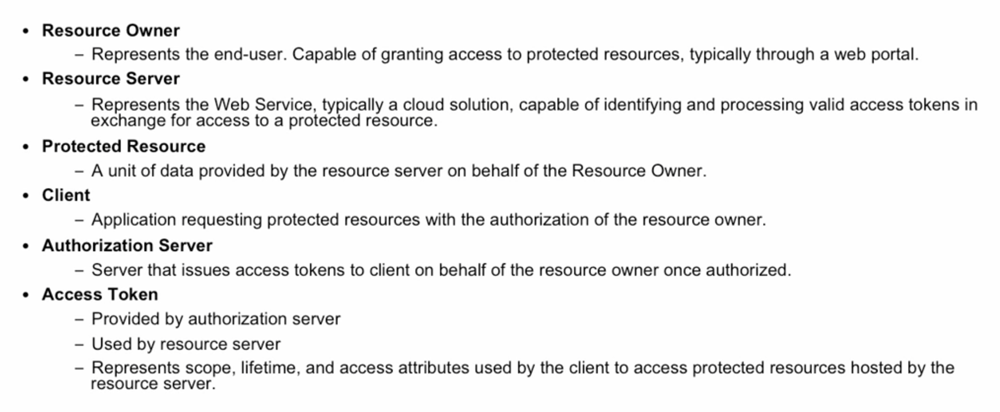 • Resource Owner
– Represents the end-user. Capable of granting access to protected resources, typically through a web portal.
• Resource Server
– Represents the Web Service, typically a cloud solution, capable of identifying and processing valid access tokens in
exchange for access to a protected resource.
• Protected Resource
– A unit of data provided by the resource server on behalf of the Resource Owner.
• Client
– Application requesting protected resources with the authorization of the resource owner.
• Authorization Server
– Server that issues access tokens to client on behalf of the resource owner once authorized.
• Access Token
– Provided by authorization server
– Used by resource server
– Represents scope, lifetime, and access attributes used by the client to access protected resources hosted by the
resource server.